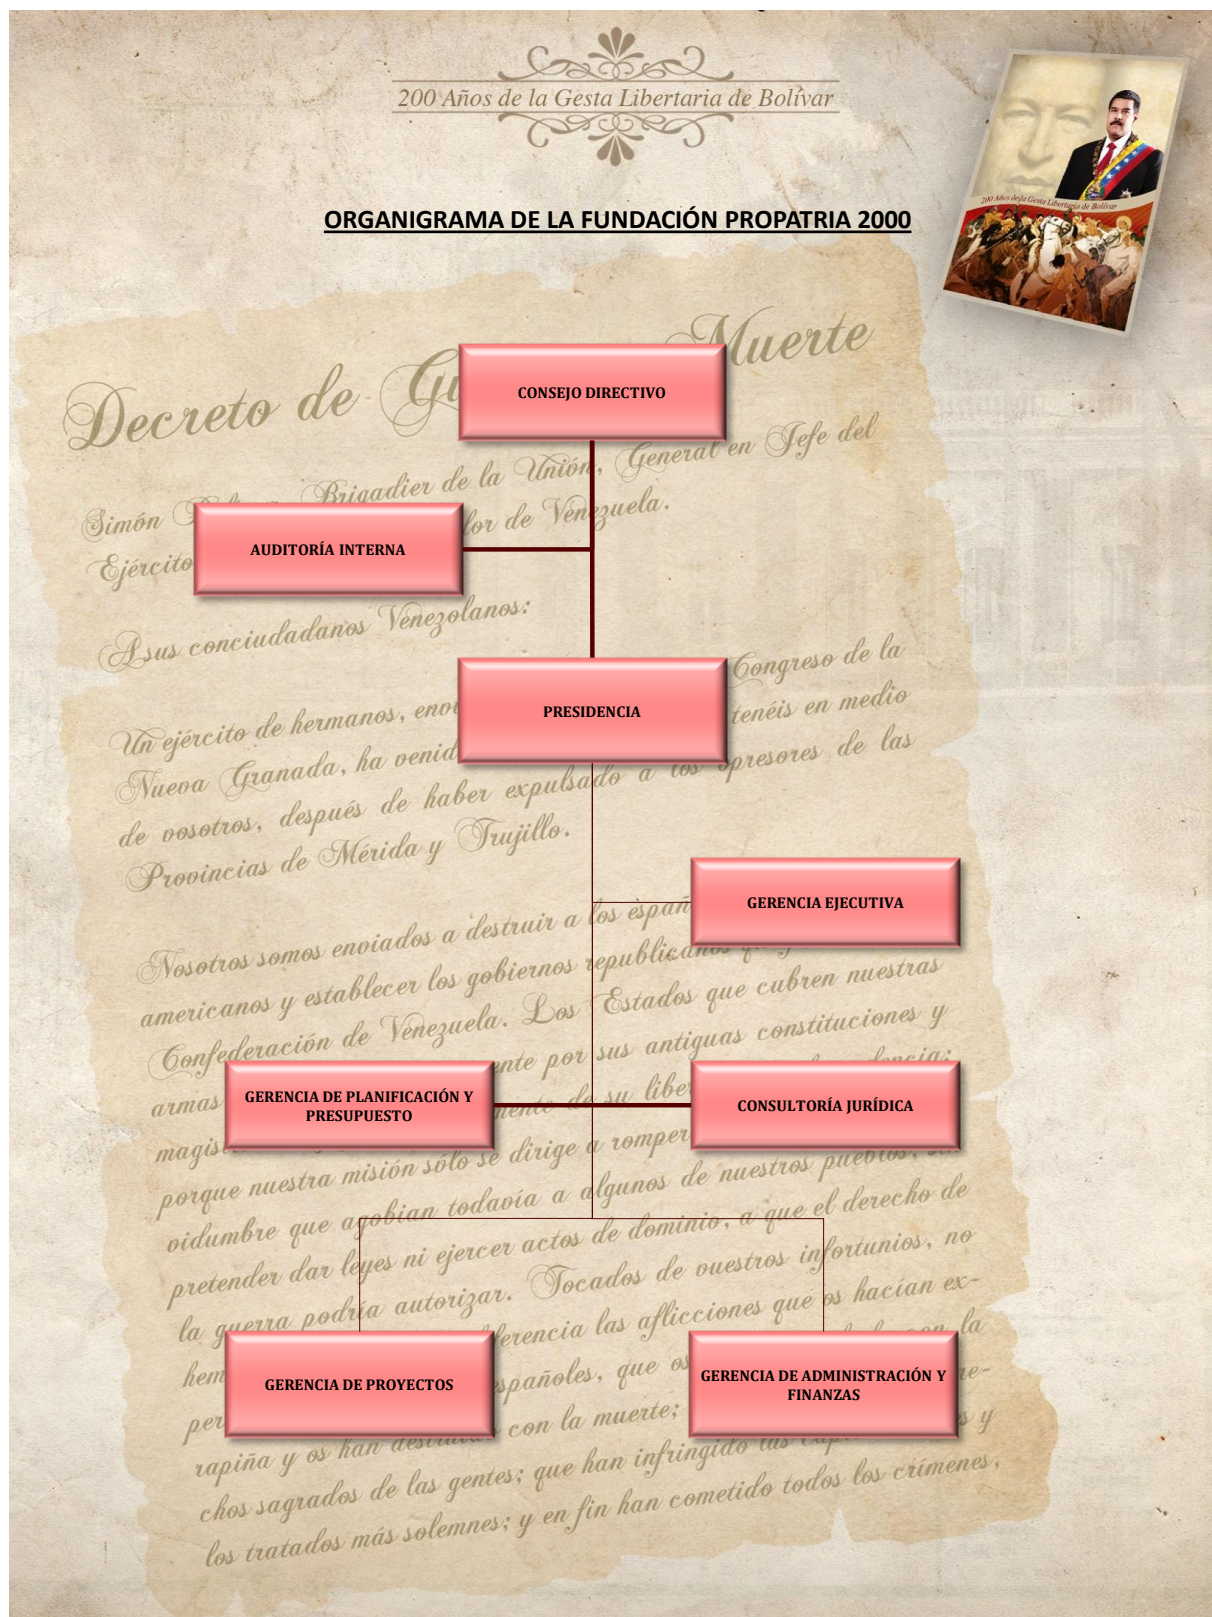 200 Años de la Gesta Libertaria de Bolívar
200 Años de la Gesta Libertaria de Bolívar
ORGANIGRAMA DE LA FUNDACIÓN PROPATRIA 2000
Decreto de Muerte
CONSEJO DIRECTIVO
Simón Brigadier de la Unión, General en Jefe del
Ejército de Venezuela.
AUDITORÍA INTERNA
A sus conciudadanos Venezolanos:
Un ejército de hermanos, Congreso de la
PRESIDENCIA
Nueva Granada, ha tenéis en medio
de vosotros, después de haber expulsado a los opresores de las
Provincias de Mérida y Trujillo.
GERENCIA EJECUTIVA
Nosotros somos enviados a destruir a los
americanos y establecer los gobiernos republicanos
Confederación de Venezuela. Los Estados que cubren nuestras
armas por sus antiguas constituciones y
GERENCIA DE PLANIFICACIÓN Y
PRESUPUESTO
CONSULTORÍA JURÍDICA
de su
porque nuestra misión sólo se dirige a romper
vidumbre que agobian todavía a algunos de nuestros pueblos,
pretender dar leyes ni ejercer actos de dominio, a que el derecho de
la guerra podría autorizar. Tocados de vuestros infortunios, no
las aflicciones que os hacían ex-
GERENCIA DE PROYECTOS
GERENCIA DE ADMINISTRACIÓN Y
FINANZAS
que la
rapiña y os han con la muerte; y
chos sagrados de las gentes; que han infringido las
los tratados más solemnes; y en fin han cometido todos los crímenes,